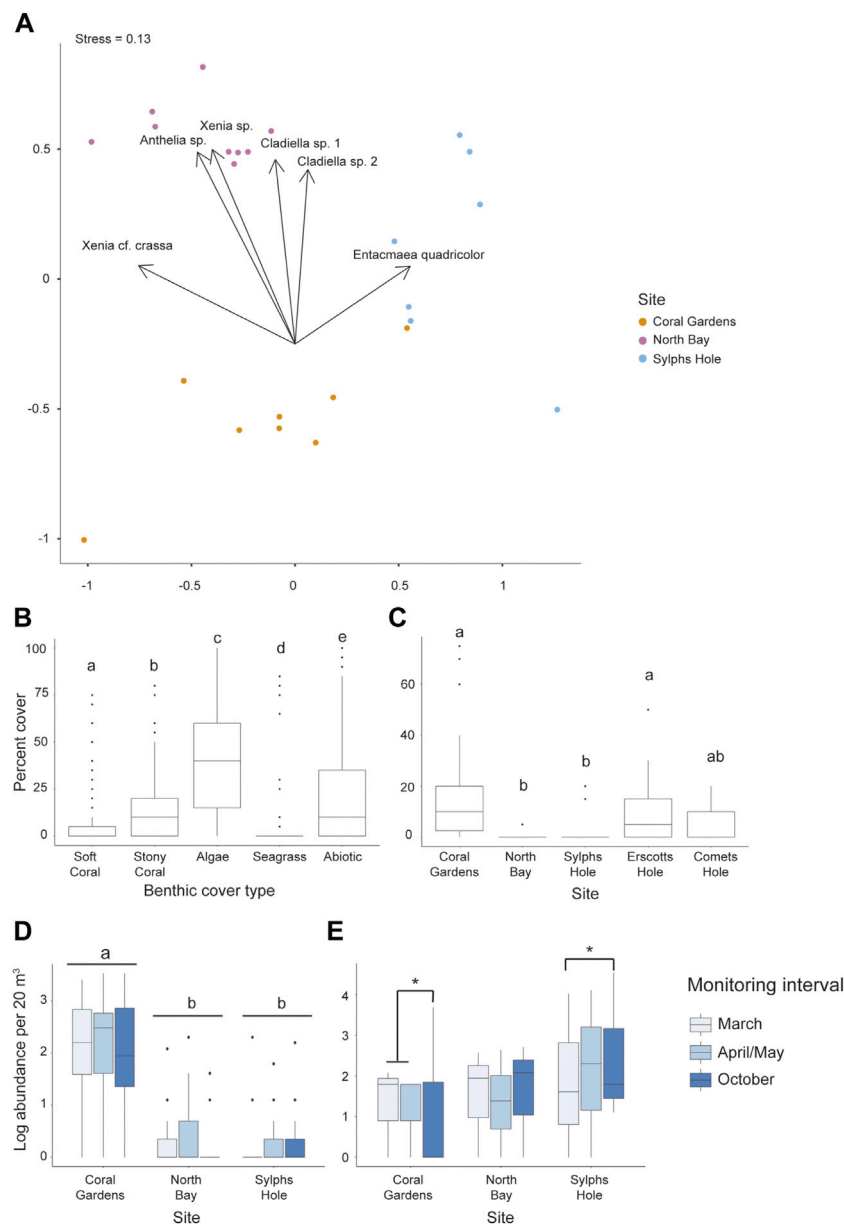 A
Stress = 0.13
Xenia sp.
Anthelia sp.
Cladiella sp. 1
Cladiella sp. 2
Xenia cf. crassa
Entacmaea quadricolor
0.5
0
-0.5
-1
-1
-0.5
0
0.5
1
Site
Coral Gardens
North Bay
Sylphs Hole
B
Percent cover
100
75
50
25
0
a
b
c
d
e
Soft
Coral
Stony
Coral
Algae
Seagrass
Abiotic
Benthic cover type
C
60
40
20
0
a
b
b
a
ab
Coral
Gardens
North
Bay
Sylphs
Hole
Erscotts
Hole
Comets
Hole
Site
D
Log abundance per 20 m³
3
2
1
0
a
b
b
Coral
Gardens
North
Bay
Sylphs
Hole
Site
E
4
3
2
1
0
*
*
Coral
Gardens
North
Bay
Sylphs
Hole
Site
Monitoring interval
March
April/May
October